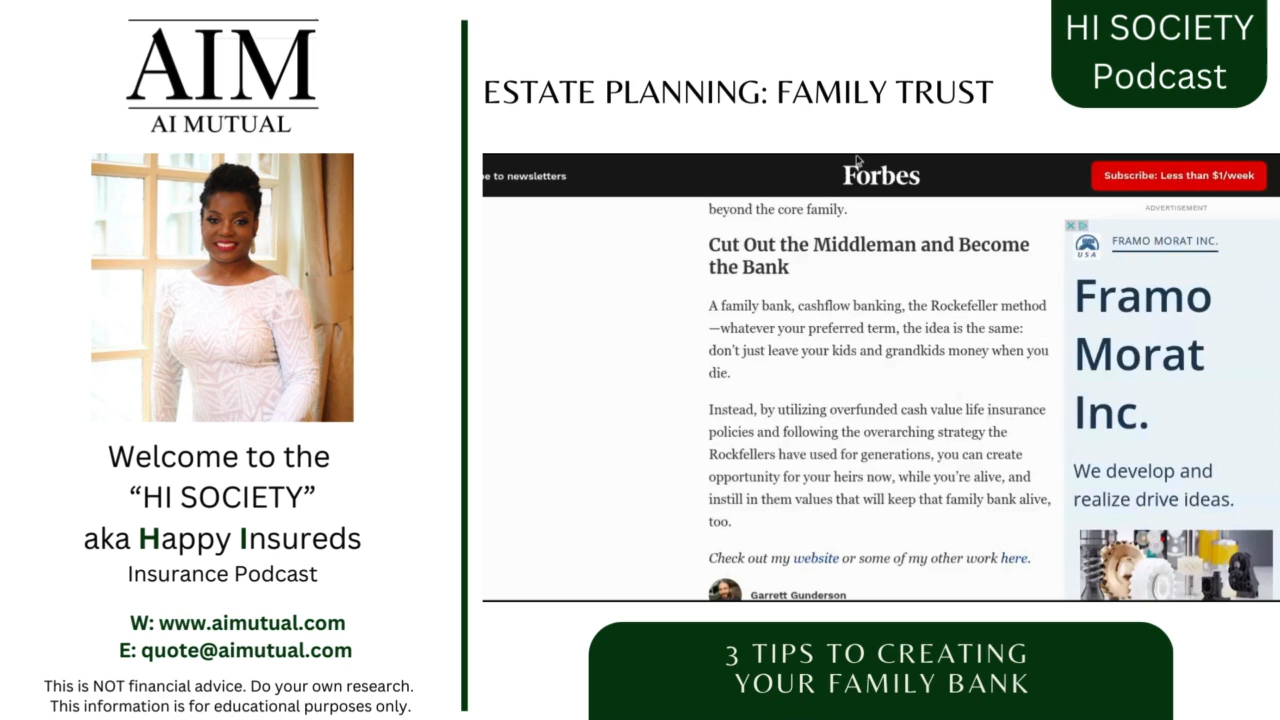 AIM
AI MUTUAL
Welcome to the
“HI SOCIETY”
aka Happy Insureds
Insurance Podcast
W: www.aimutual.com
E: quote@aimutual.com
This is NOT financial advice. Do your own research.
This information is for educational purposes only.
ESTATE PLANNING: FAMILY TRUST
HI SOCIETY
Podcast
e to newsletters
Forbes
Subscribe: Less than $1/week
beyond the core family.
Cut Out the Middleman and Become
the Bank
A family bank, cashflow banking, the Rockefeller method
—whatever your preferred term, the idea is the same:
don’t just leave your kids and grandkids money when you
die.
Instead, by utilizing overfunded cash value life insurance
policies and following the overarching strategy the
Rockfellers have used for generations, you can create
opportunity for your heirs now, while you’re alive, and
instill in them values that will keep that family bank alive,
too.
Check out my website or some of my other work here.
Garrett Gunderson
ADVERTISEMENT
USA
FRAMO MORAT INC.
Framo
Morat
Inc.
We develop and
realize drive ideas.
3 TIPS TO CREATING
YOUR FAMILY BANK